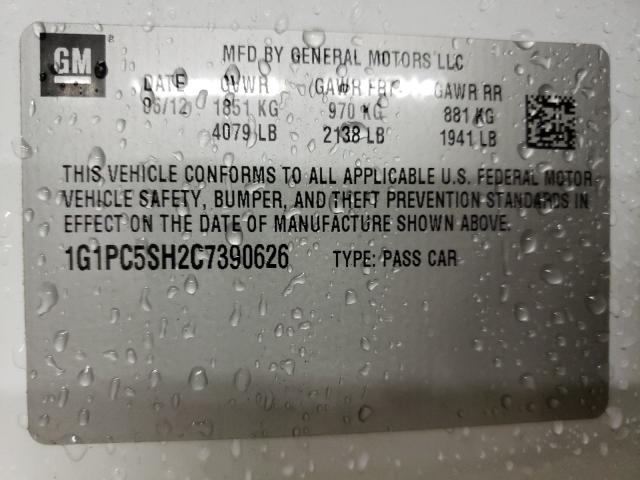 GM ®
MFD BY GENERAL MOTORS LLC
DATE GVWR GAWR FRT GAWR RR
06/12 1851 KG 970 KG 881 KG
4079 LB 2138 LB 1941 LB
THIS VEHICLE CONFORMS TO ALL APPLICABLE U.S. FEDERAL MOTOR
VEHICLE SAFETY, BUMPER, AND THEFT PREVENTION STANDARDS IN
EFFECT ON THE DATE OF MANUFACTURE SHOWN ABOVE.
1G1PC5SH2C7390626 TYPE: PASS CAR